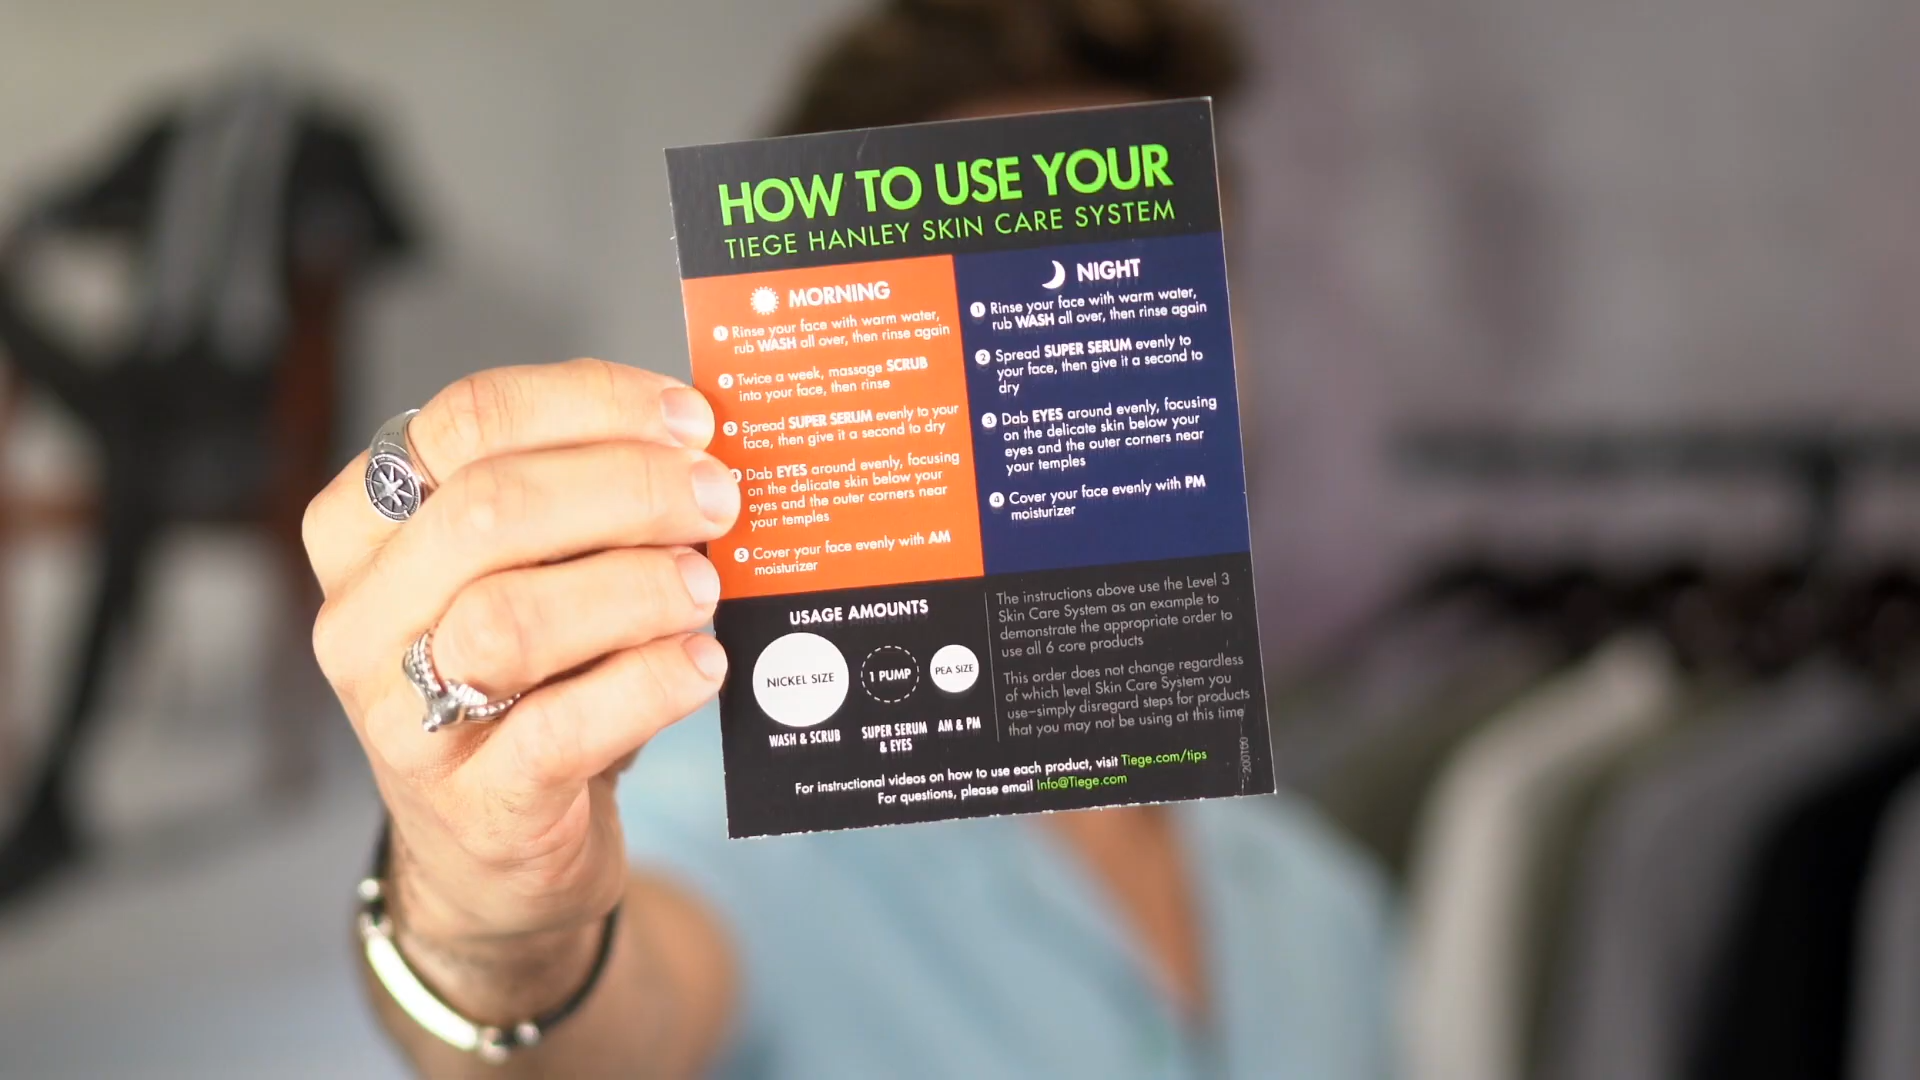 HOW TO USE YOUR
TIEGE HANLEY SKIN CARE SYSTEM
MORNING
1 Rinse your face with warm water,
rub WASH all over, then rinse again
2 Twice a week, massage SCRUB
into your face, then rinse
3 Spread SUPER SERUM evenly to your
face, then give it a second to dry
Dab EYES around evenly, focusing
on the delicate skin below your
eyes and the outer corners near
your temples
5 Cover your face evenly with AM
moisturizer
NIGHT
1 Rinse your face with warm water,
rub WASH all over, then rinse again
2 Spread SUPER SERUM evenly to
your face, then give it a second to
dry
3 Dab EYES around evenly, focusing
on the delicate skin below your
eyes and the outer corners near
your temples
4 Cover your face evenly with PM
moisturizer
USAGE AMOUNTS
NICKEL SIZE
WASH & SCRUB
1 PUMP
SUPER SERUM
& EYES
PEA SIZE
AM & PM
The instructions above use the Level 3
Skin Care System as an example to
demonstrate the appropriate order to
use all 6 core products
This order does not change regardless
of which level Skin Care System you
use–simply disregard steps for products
that you may not be using at this time
For instructional videos on how to use each product, visit Tiege.com/tips
For questions, please email Info@Tiege.com